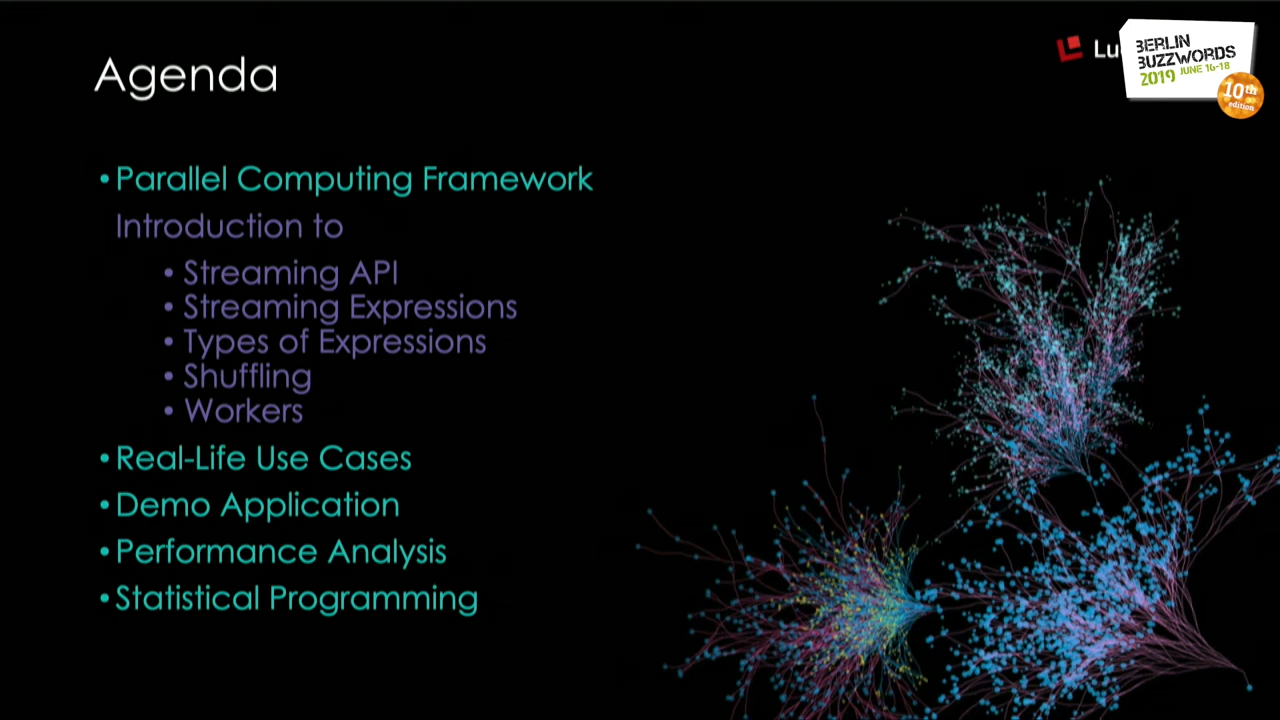 Agenda
BERLIN
BUZZWORDS
2019 JUNE 16-18
10th
edition
• Parallel Computing Framework
Introduction to
• Streaming API
• Streaming Expressions
• Types of Expressions
• Shuffling
• Workers
• Real-Life Use Cases
• Demo Application
• Performance Analysis
• Statistical Programming